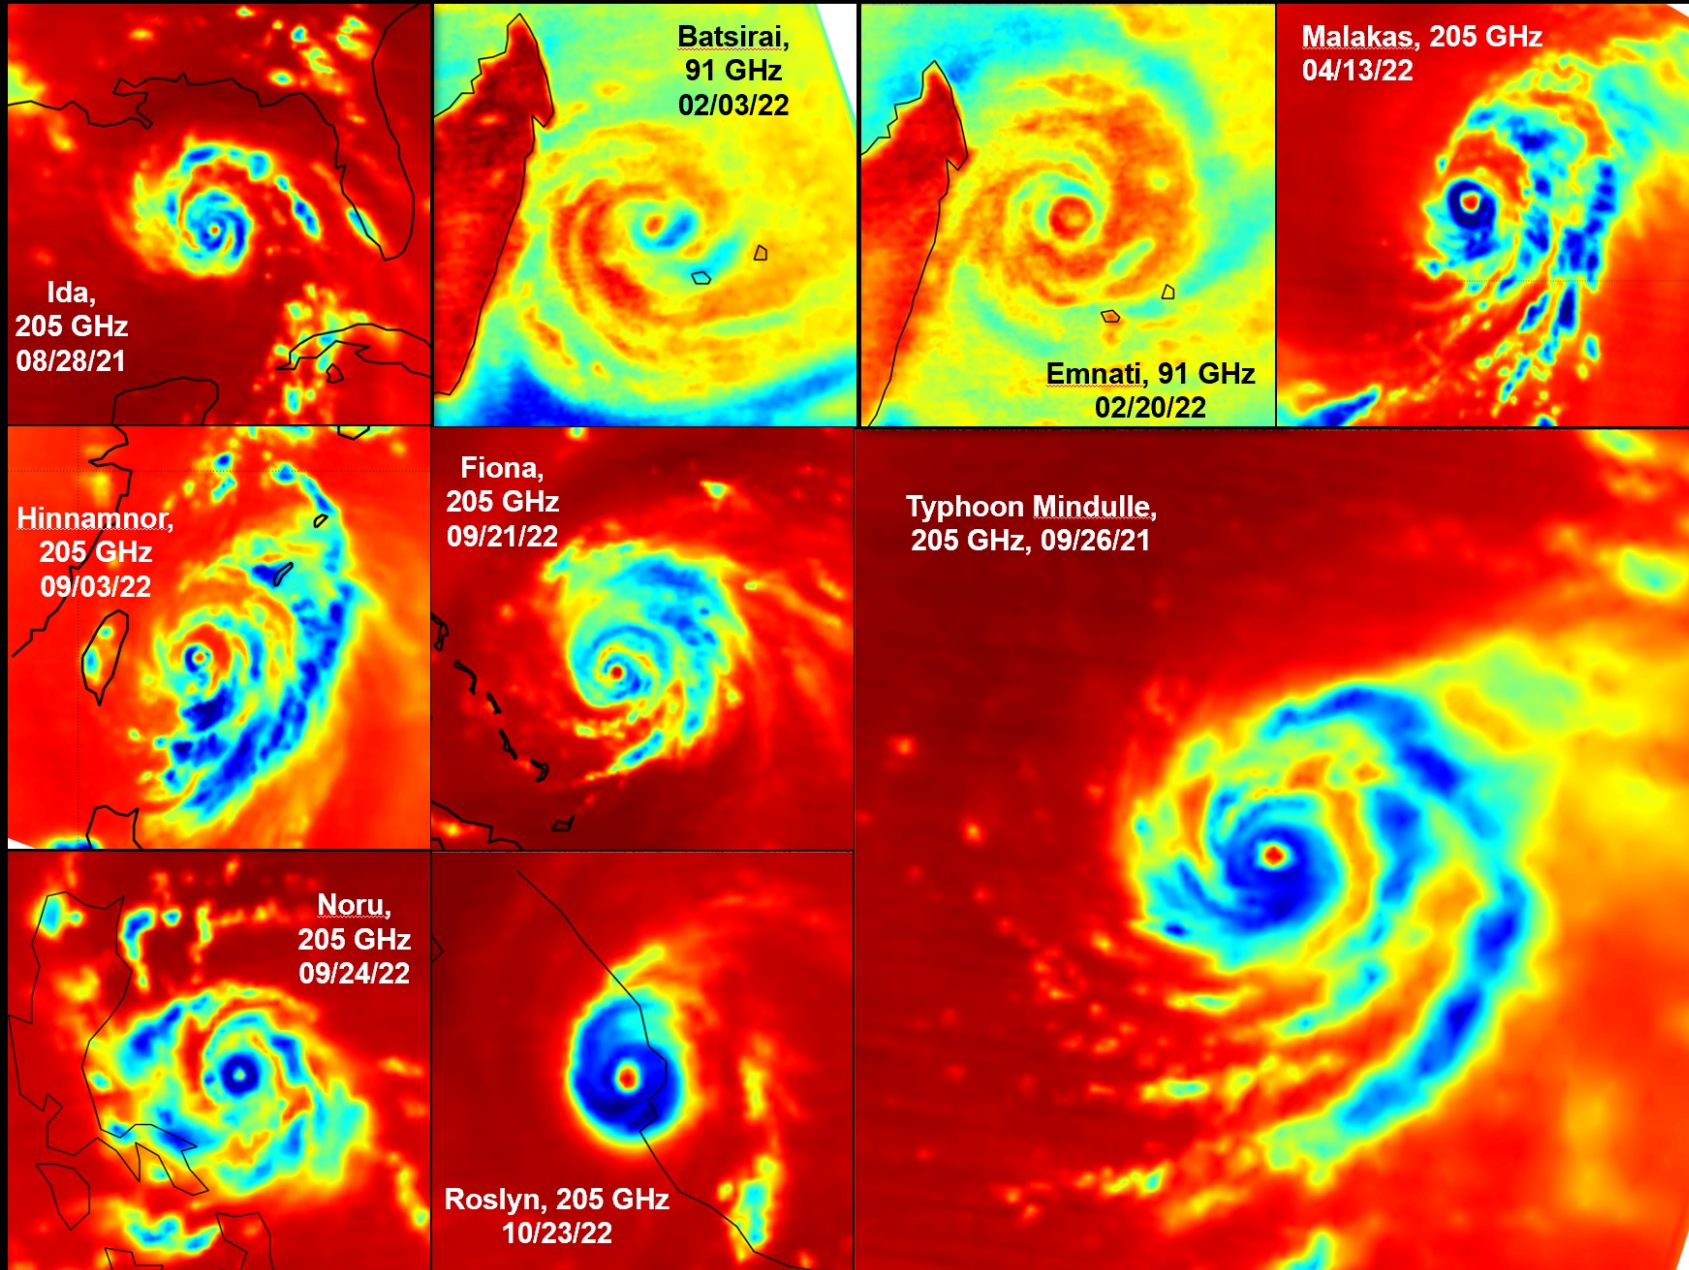 Ida,
205 GHz
08/28/21
Batsirai,
91 GHz
02/03/22
Emnati, 91 GHz
02/20/22
Malakas, 205 GHz
04/13/22
Hinnamnor,
205 GHz
09/03/22
Fiona,
205 GHz
09/21/22
Typhoon Mindulle,
205 GHz, 09/26/21
Noru,
205 GHz
09/24/22
Roslyn, 205 GHz
10/23/22